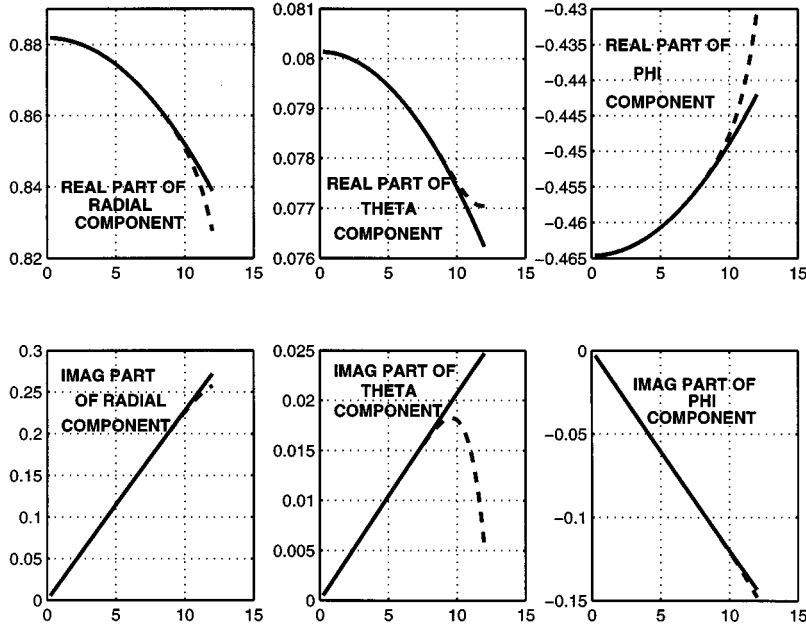 0.88
0.86
0.84
0.82
0 5 10 15
REAL PART OF
RADIAL
COMPONENT
0.081
0.08
0.079
0.078
0.077
0.076
0 5 10 15
REAL PART OF
THETA
COMPONENT
-0.43
-0.435
-0.44
-0.445
-0.45
-0.455
-0.46
-0.465
0 5 10 15
REAL PART OF
PHI
COMPONENT
0.3
0.25
0.2
0.15
0.1
0.05
0
0 5 10 15
IMAG PART
OF RADIAL
COMPONENT
0.025
0.02
0.015
0.01
0.005
0
0 5 10 15
IMAG PART OF
THETA
COMPONENT
0
-0.05
-0.1
-0.15
0 5 10 15
IMAG PART OF
PHI
COMPONENT